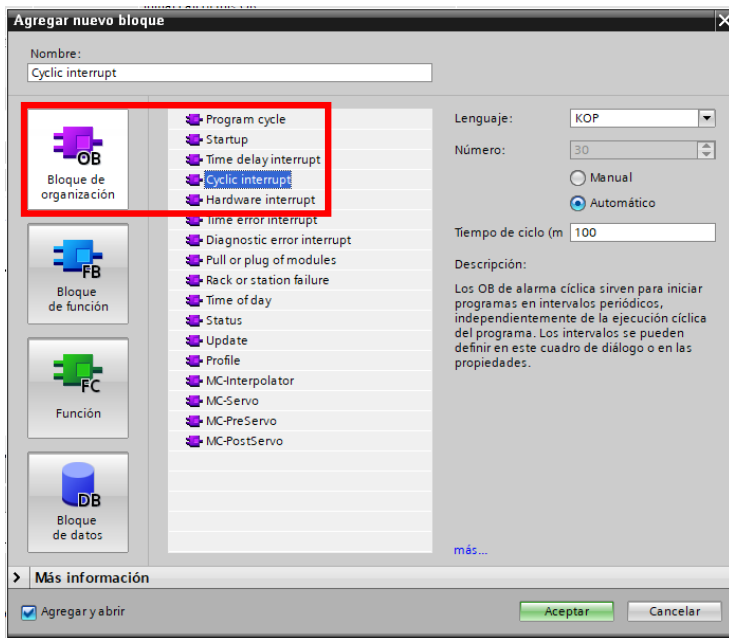 Agregar nuevo bloque
Nombre:
Cyclic interrupt
OB
Bloque de
organización
FB
Bloque
de función
FC
Función
DB
Bloque
de datos
Program cycle
Startup
Time delay interrupt
Cyclic interrupt
Hardware interrupt
Time error interrupt
Diagnostic error interrupt
Pull or plug of modules
Rack or station failure
Time of day
Status
Update
Profile
MC-Interpolator
MC-Servo
MC-PreServo
MC-PostServo
Lenguaje: KOP
Número: 30
Manual
Automático
Tiempo de ciclo (m 100
Descripción:
Los OB de alarma cíclica sirven para iniciar
programas en intervalos periódicos,
independientemente de la ejecución cíclica
del programa. Los intervalos se pueden
definir en este cuadro de diálogo o en las
propiedades.
más...
Más información
Agregar y abrir
Aceptar
Cancelar